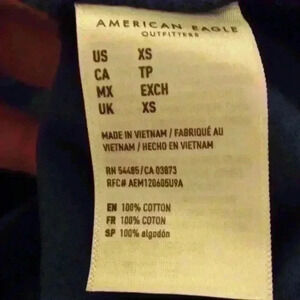 AMERICAN EAGLE
OUTFITTERS
US XS
CA TP
MX EXCH
UK XS
MADE IN VIETNAM / FABRIQUÉ AU
VIETNAM / HECHO EN VIETNAM
RN 54485/CA 03873
RFC# AEM120605U9A
EN 100% COTTON
FR 100% COTON
SP 100% algodón